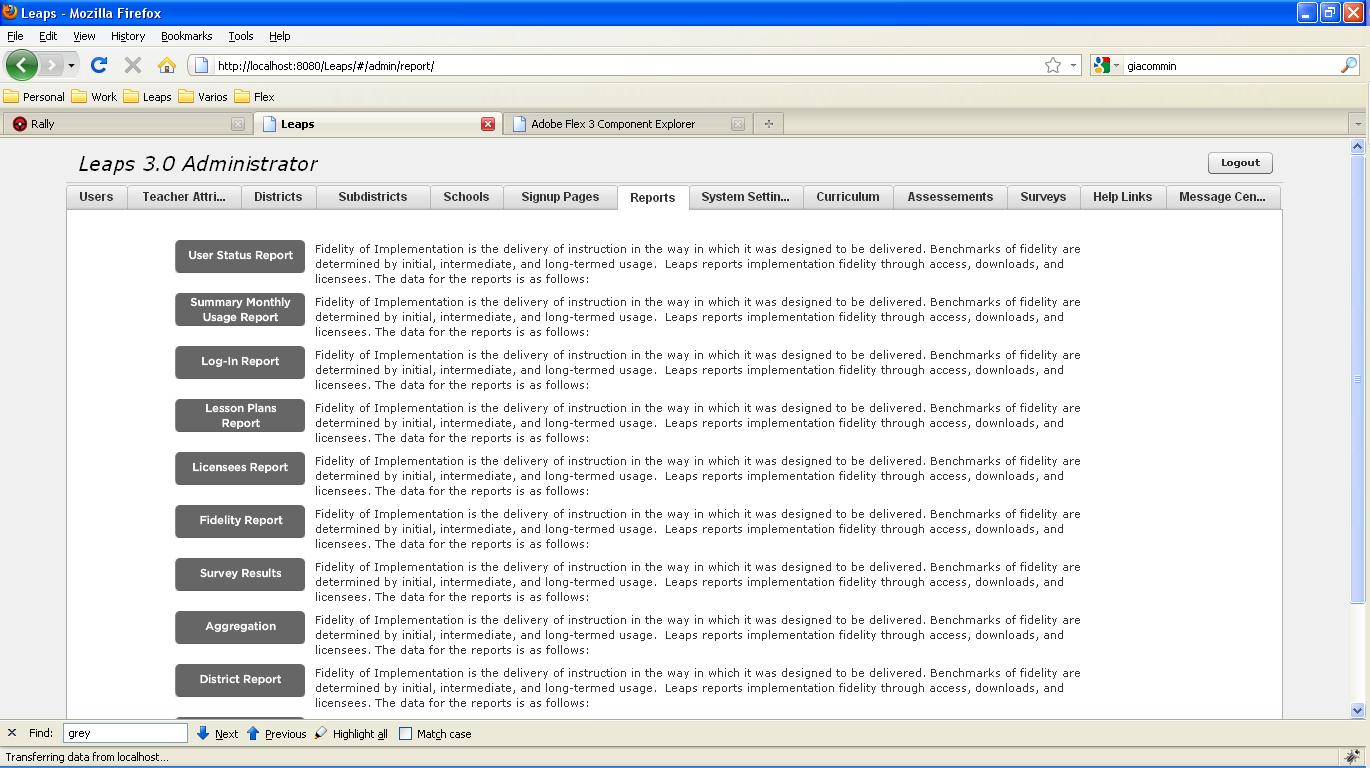 Leaps - Mozilla Firefox
File Edit View History Bookmarks Tools Help
http://localhost:8080/Leaps/#/admin/report/ giacommin
Personal Work Leaps Varios Flex
Rally Leaps Adobe Flex 3 Component Explorer
Leaps 3.0 Administrator Logout
Users Teacher Attri... Districts Subdistricts Schools Signup Pages Reports System Settin... Curriculum Assessements Surveys Help Links Message Cen...
User Status Report
Fidelity of Implementation is the delivery of instruction in the way in which it was designed to be delivered. Benchmarks of fidelity are
determined by initial, intermediate, and long-termed usage.  Leaps reports implementation fidelity through access, downloads, and
licensees. The data for the reports is as follows:
Summary Monthly
Usage Report
Fidelity of Implementation is the delivery of instruction in the way in which it was designed to be delivered. Benchmarks of fidelity are
determined by initial, intermediate, and long-termed usage.  Leaps reports implementation fidelity through access, downloads, and
licensees. The data for the reports is as follows:
Log-In Report
Fidelity of Implementation is the delivery of instruction in the way in which it was designed to be delivered. Benchmarks of fidelity are
determined by initial, intermediate, and long-termed usage.  Leaps reports implementation fidelity through access, downloads, and
licensees. The data for the reports is as follows:
Lesson Plans
Report
Fidelity of Implementation is the delivery of instruction in the way in which it was designed to be delivered. Benchmarks of fidelity are
determined by initial, intermediate, and long-termed usage.  Leaps reports implementation fidelity through access, downloads, and
licensees. The data for the reports is as follows:
Licensees Report
Fidelity of Implementation is the delivery of instruction in the way in which it was designed to be delivered. Benchmarks of fidelity are
determined by initial, intermediate, and long-termed usage.  Leaps reports implementation fidelity through access, downloads, and
licensees. The data for the reports is as follows:
Fidelity Report
Fidelity of Implementation is the delivery of instruction in the way in which it was designed to be delivered. Benchmarks of fidelity are
determined by initial, intermediate, and long-termed usage.  Leaps reports implementation fidelity through access, downloads, and
licensees. The data for the reports is as follows:
Survey Results
Fidelity of Implementation is the delivery of instruction in the way in which it was designed to be delivered. Benchmarks of fidelity are
determined by initial, intermediate, and long-termed usage.  Leaps reports implementation fidelity through access, downloads, and
licensees. The data for the reports is as follows:
Aggregation
Fidelity of Implementation is the delivery of instruction in the way in which it was designed to be delivered. Benchmarks of fidelity are
determined by initial, intermediate, and long-termed usage.  Leaps reports implementation fidelity through access, downloads, and
licensees. The data for the reports is as follows:
District Report
Fidelity of Implementation is the delivery of instruction in the way in which it was designed to be delivered. Benchmarks of fidelity are
determined by initial, intermediate, and long-termed usage.  Leaps reports implementation fidelity through access, downloads, and
licensees. The data for the reports is as follows:
Find: grey Next Previous Highlight all Match case
Transferring data from localhost...